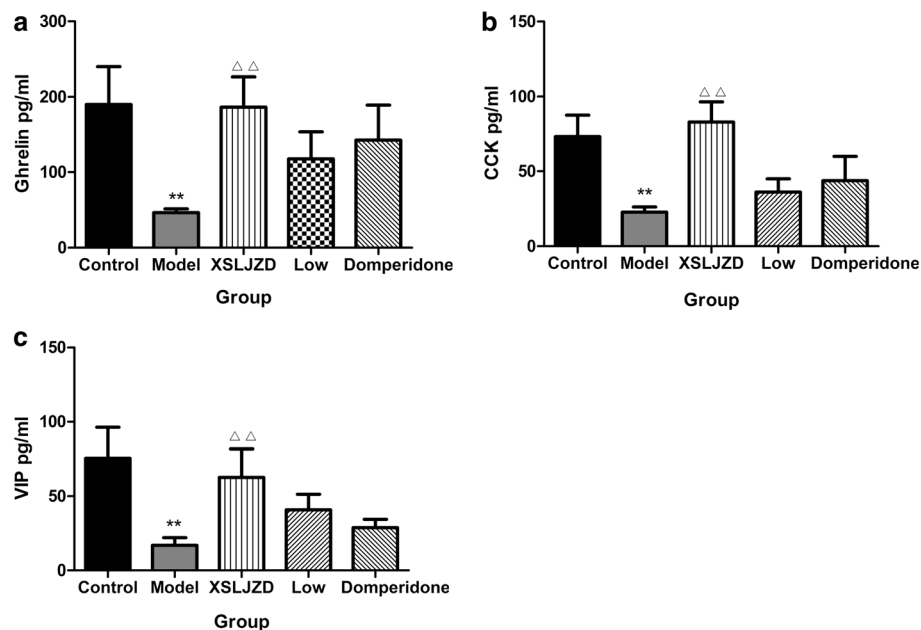 a
Ghrelin pg/ml
300
200
100
0
**
△ △
Control Model XSLJZD Low Domperidone
Group
b
CCK pg/ml
150
100
50
0
**
△ △
Control Model XSLJZD Low Domperidone
Group
c
VIP pg/ml
150
100
50
0
**
△ △
Control Model XSLJZD Low Domperidone
Group